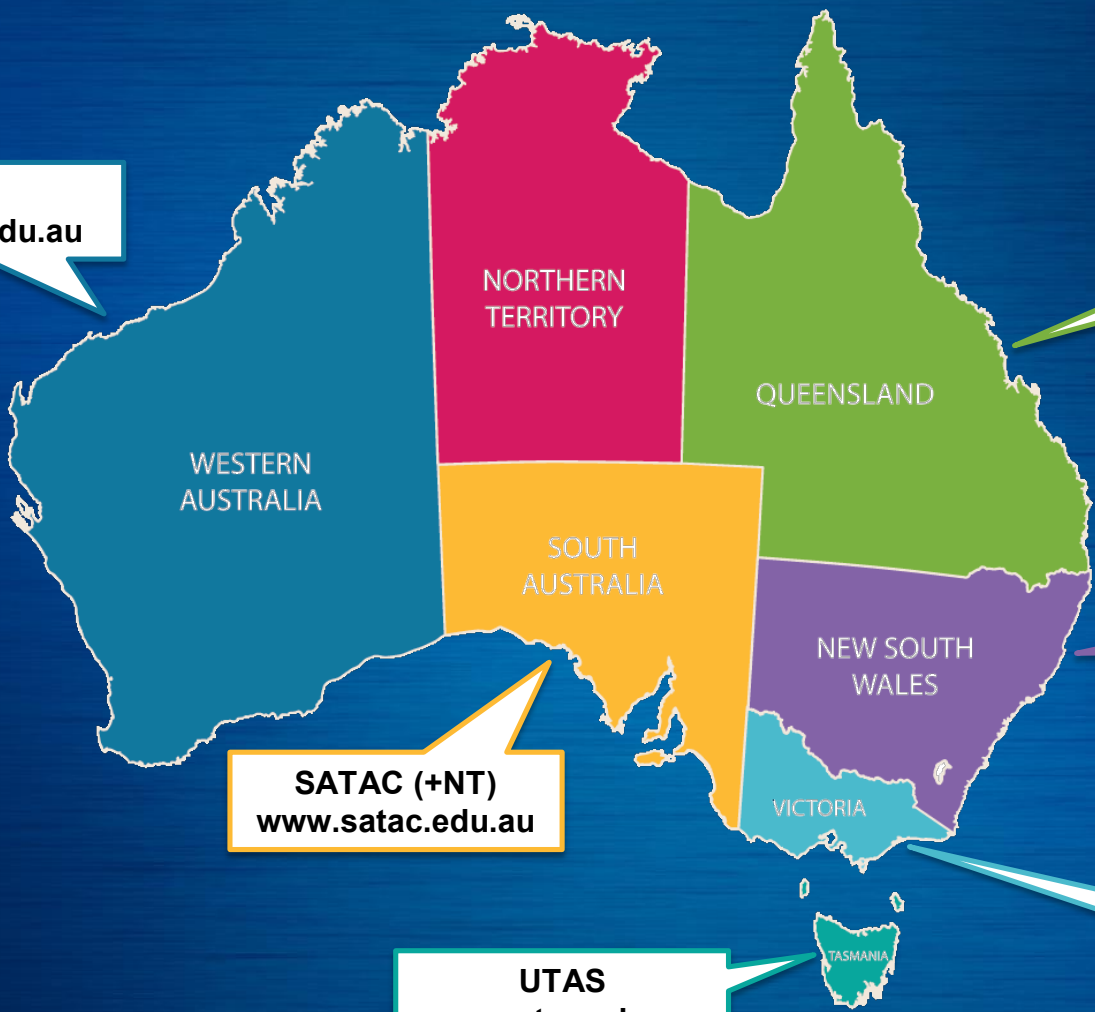 du.au
NORTHERN
TERRITORY
QUEENSLAND
WESTERN
AUSTRALIA
SOUTH
AUSTRALIA
NEW SOUTH
WALES
SATAC (+NT)
www.satac.edu.au
VICTORIA
TASMANIA
UTAS